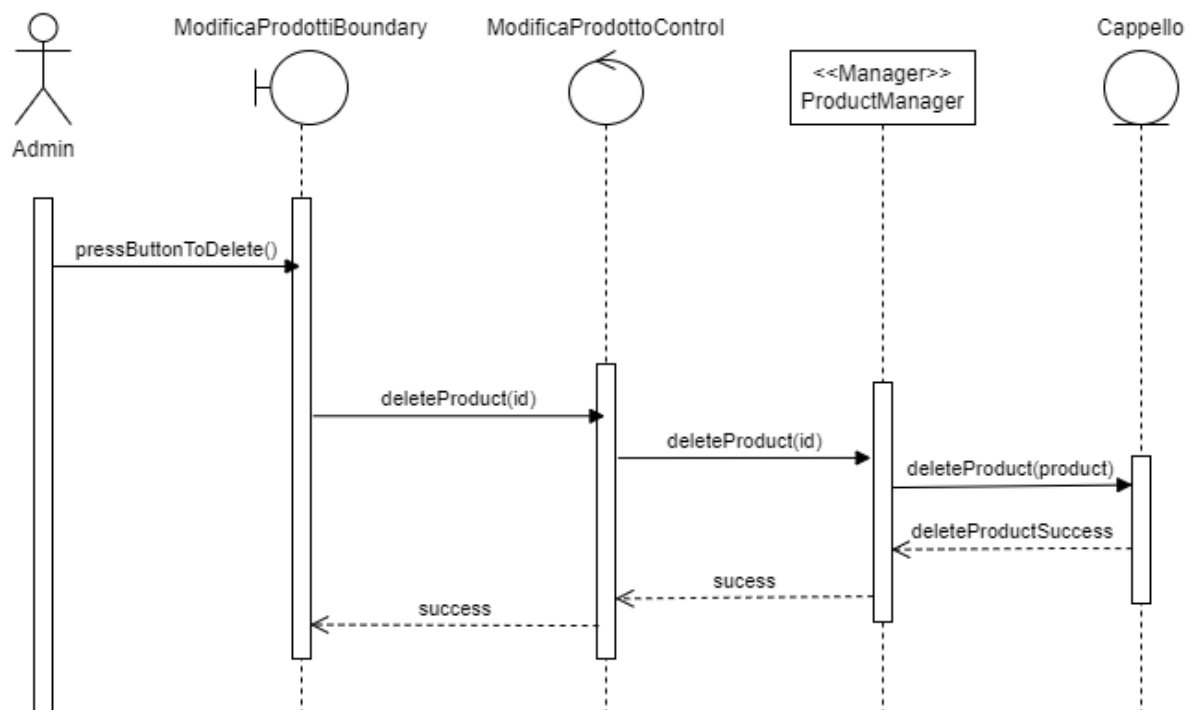 ModificaProdottiBoundary
ModificaProdottoControl
Cappello
<<Manager>>
ProductManager
Admin
pressButtonToDelete()
deleteProduct(id)
deleteProduct(id)
deleteProduct(product)
deleteProductSuccess
sucess
success